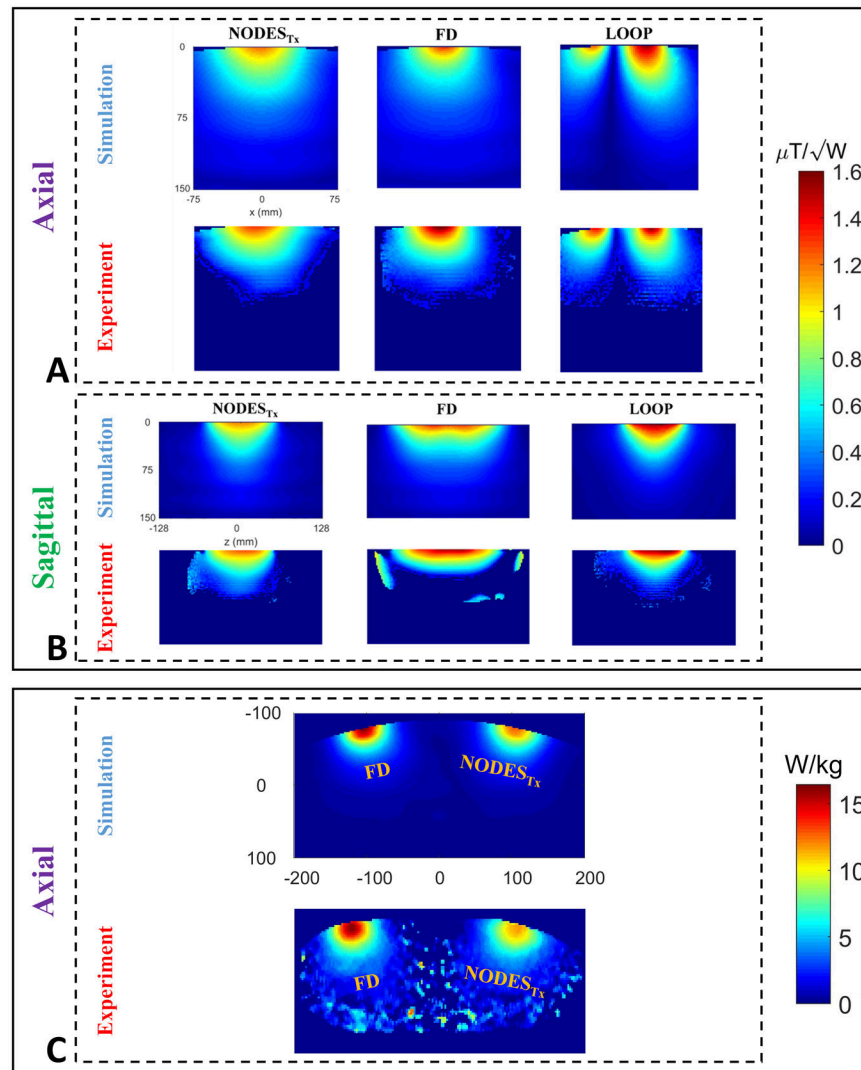 NODESTx FD LOOP
0
75
150
-75 0 75
x (mm)
Simulation
Axial
Experiment
A
μT/√W
1.6
1.4
1.2
1
0.8
0.6
0.4
0.2
0
NODESTx FD LOOP
0
75
150
-128 0 128
z (mm)
Simulation
Sagittal
Experiment
B
-100
0
100
-200 -100 0 100 200
FD NODESTx
Simulation
Axial
Experiment
FD NODESTx
C
W/kg
15
10
5
0